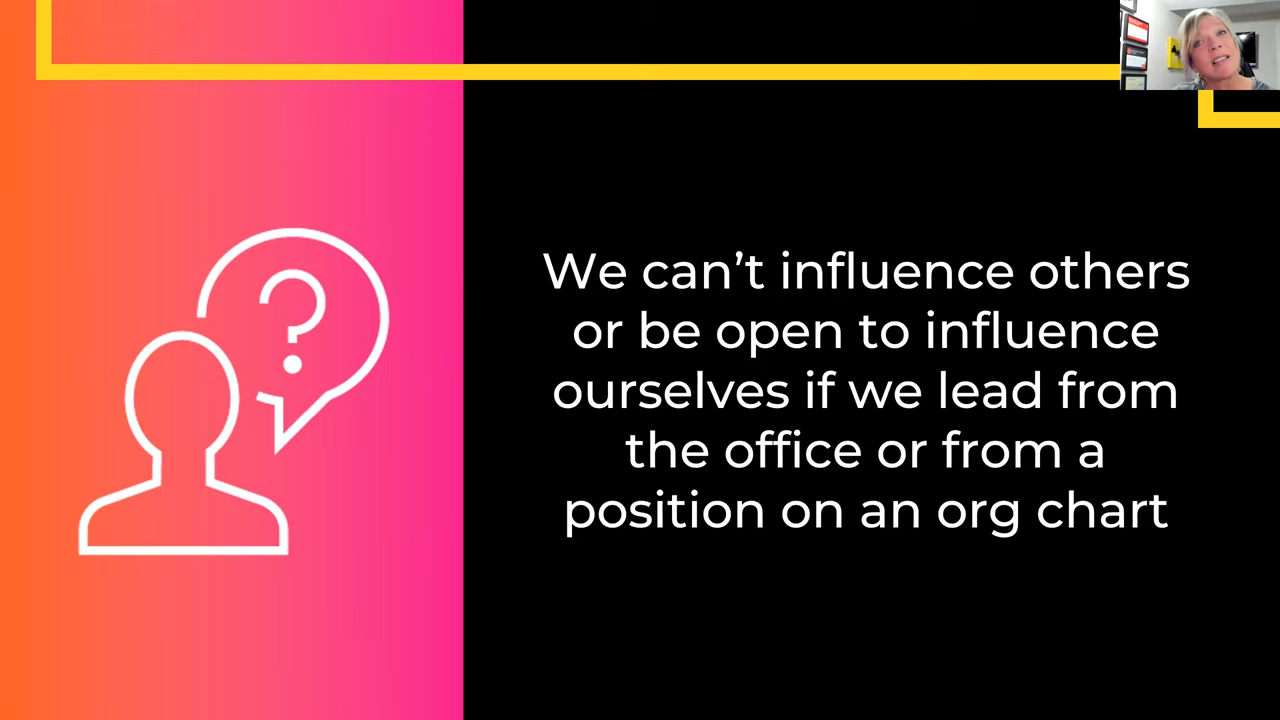 We can’t influence others
or be open to influence
ourselves if we lead from
the office or from a
position on an org chart
?